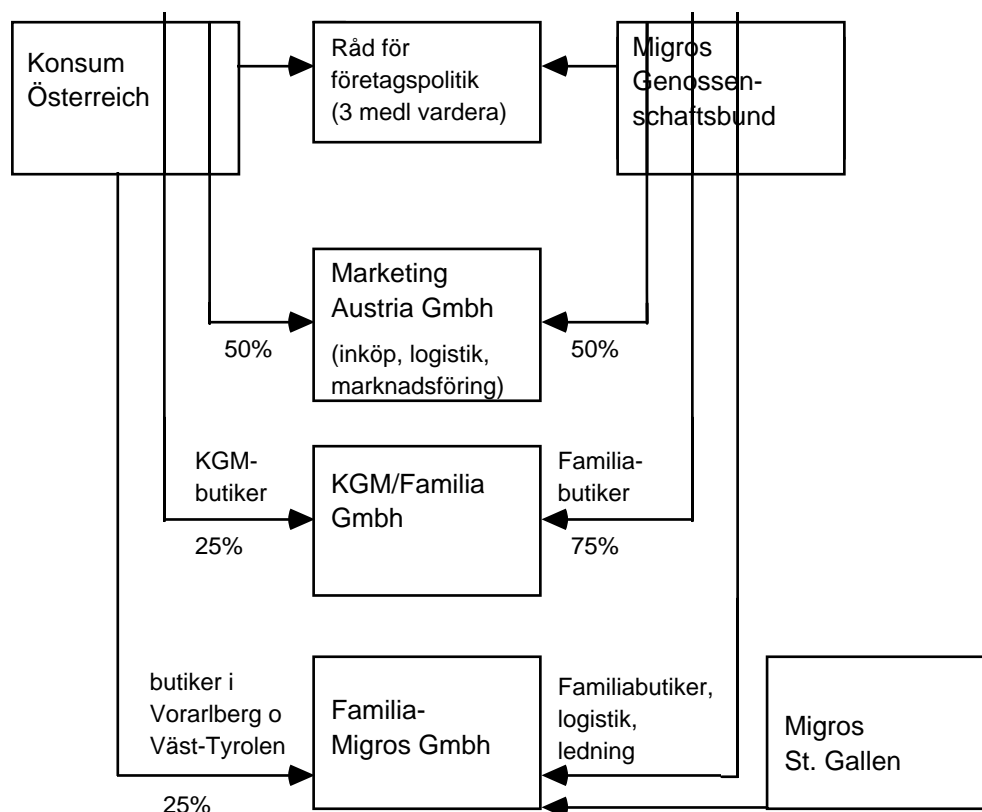 Konsum
Österreich
Råd för
företagspolitik
(3 medl vardera)
Migros
Genossen-
schaftsbund
Marketing
Austria Gmbh
(inköp, logistik,
marknadsföring)
50%
50%
KGM-
butiker
25%
KGM/Familia
Gmbh
Familia-
butiker
75%
butiker i
Vorarlberg o
Väst-Tyrolen
25%
Familia-
Migros Gmbh
Familiabutiker,
logistik,
ledning
Migros
St. Gallen